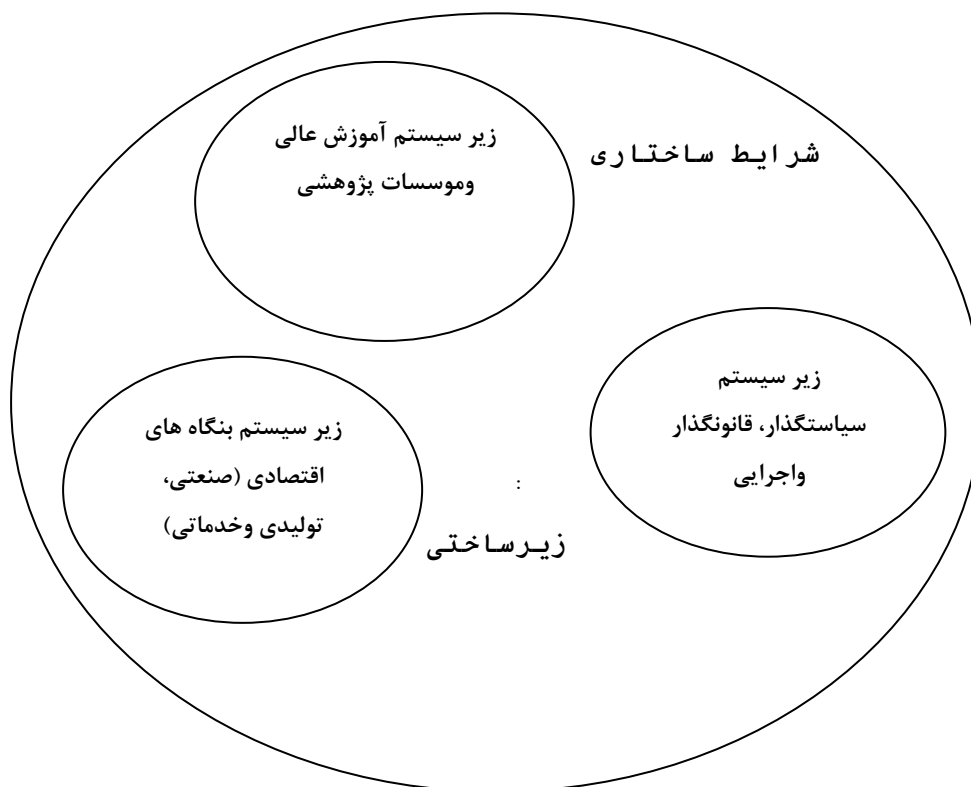 زیر سیستم آموزش عالی
وموسسات پژوهشی
شرایط ساختاری
زیر سیستم
سیاستگذار، قانونگذار
واجرایی
زیر سیستم بنگاه های
اقتصادی (صنعتی،
تولیدی وخدماتی)
:
زیرساختی